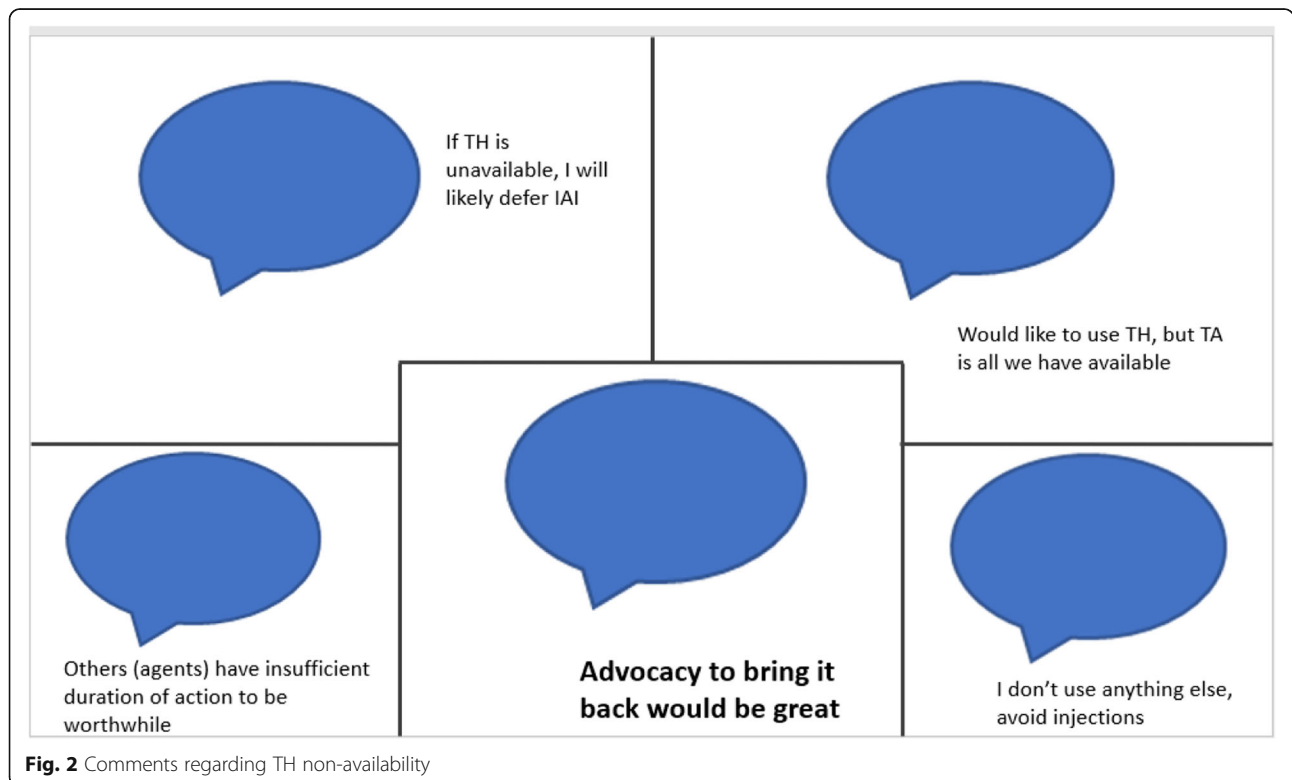 If TH is
unavailable, I will
likely defer IAI
Would like to use TH, but TA
is all we have available
Others (agents) have insufficient
duration of action to be
worthwhile
Advocacy to bring it
back would be great
I don't use anything else,
avoid injections
Fig. 2 Comments regarding TH non-availability